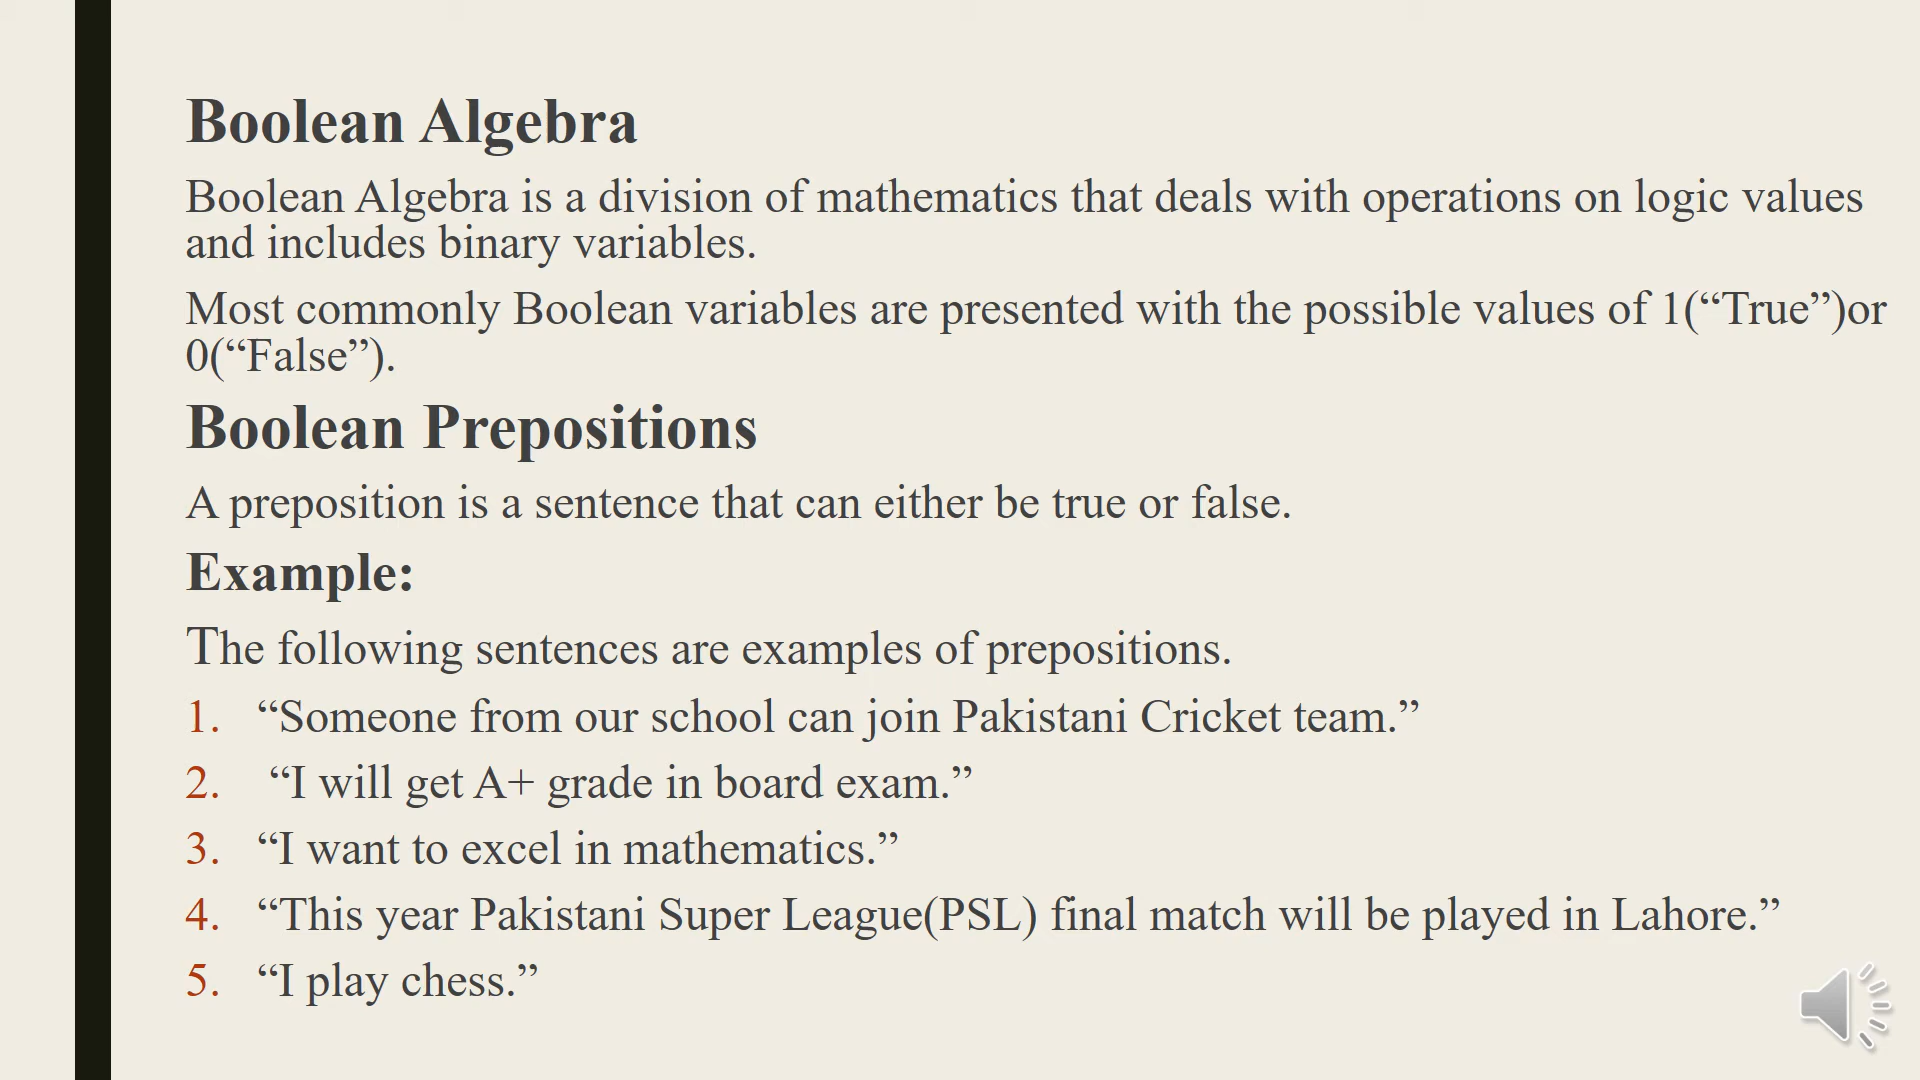 Boolean Algebra
Boolean Algebra is a division of mathematics that deals with operations on logic values
and includes binary variables.
Most commonly Boolean variables are presented with the possible values of 1(“True”)or
0(“False”).
Boolean Prepositions
A preposition is a sentence that can either be true or false.
Example:
The following sentences are examples of prepositions.
1. “Someone from our school can join Pakistani Cricket team.”
2. “I will get A+ grade in board exam.”
3. “I want to excel in mathematics.”
4. “This year Pakistani Super League(PSL) final match will be played in Lahore.”
5. “I play chess.”